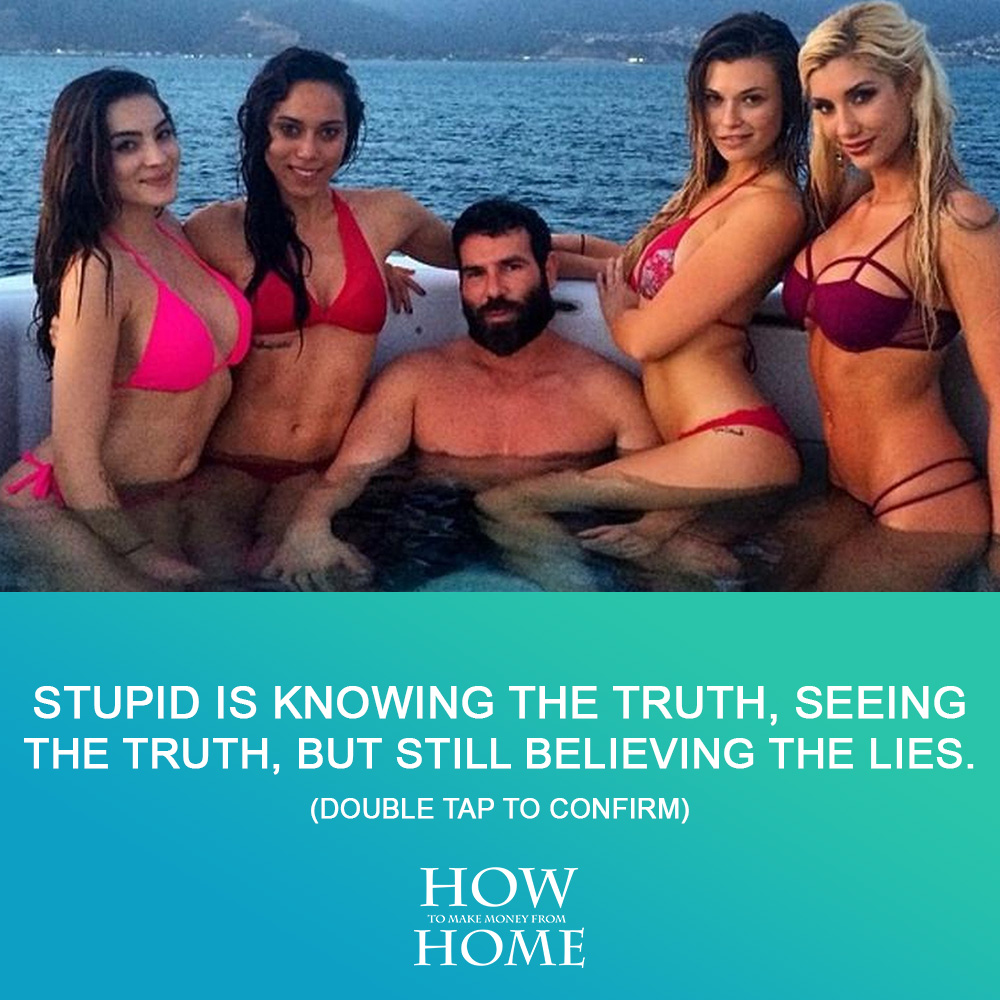 STUPID IS KNOWING THE TRUTH, SEEING
THE TRUTH, BUT STILL BELIEVING THE LIES.
(DOUBLE TAP TO CONFIRM)
HOW
TO MAKE MONEY FROM
HOME